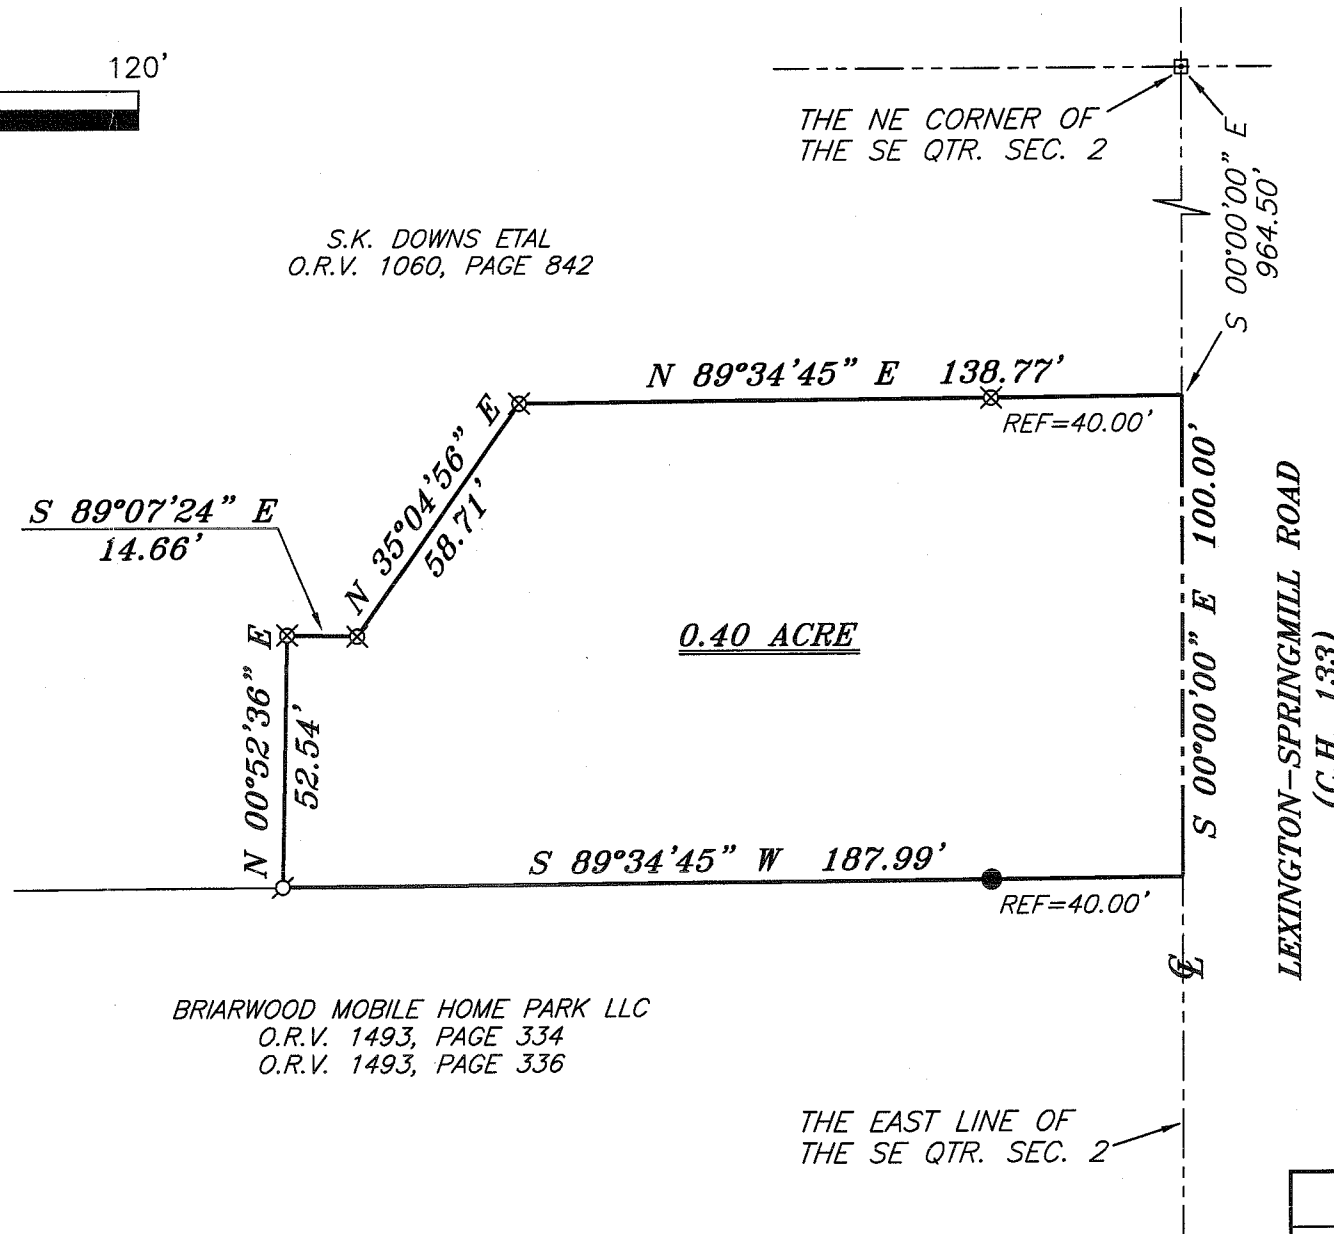 120'
THE NE CORNER OF
THE SE QTR. SEC. 2
S 00°00'00" E
964.50'
S.K. DOWNS ETAL
O.R.V. 1060, PAGE 842
N 89°34'45" E 138.77'
REF=40.00'
N 35°04'56" E
58.71'
S 89°07'24" E
14.66'
S 00°00'00" E 100.00'
LEXINGTON-SPRINGMILL ROAD
(C.H. 133)
0.40 ACRE
N 00°52'36" E
52.54'
S 89°34'45" W 187.99'
REF=40.00'
℄
BRIARWOOD MOBILE HOME PARK LLC
O.R.V. 1493, PAGE 334
O.R.V. 1493, PAGE 336
THE EAST LINE OF
THE SE QTR. SEC. 2